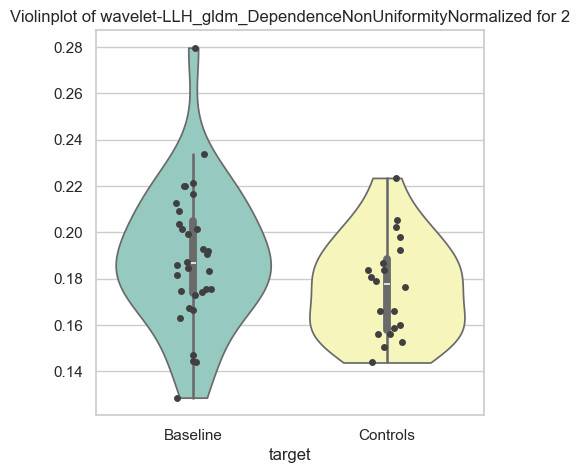 Violinplot of wavelet-LLH_gldm_DependenceNonUniformityNormalized for 2
0.28
0.26
0.24
0.22
0.20
0.18
0.16
0.14
Baseline
Controls
target